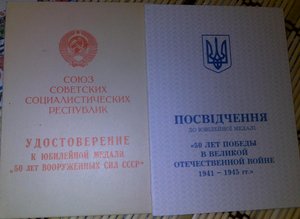 СОЮЗ
СОВЕТСКИХ
СОЦИАЛИСТИЧЕСКИХ
РЕСПУБЛИК
УДОСТОВЕРЕНИЕ
К ЮБИЛЕЙНОЙ МЕДАЛИ
„50 ЛЕТ ВООРУЖЕННЫХ СИЛ СССР“
ПОСВІДЧЕННЯ
ДО ЮВІЛЕЙНОЇ МЕДАЛІ
«50 ЛЕТ ПОБЕДЫ
В ВЕЛИКОЙ
ОТЕЧЕСТВЕННОЙ ВОЙНЕ
1941 – 1945 гг.»